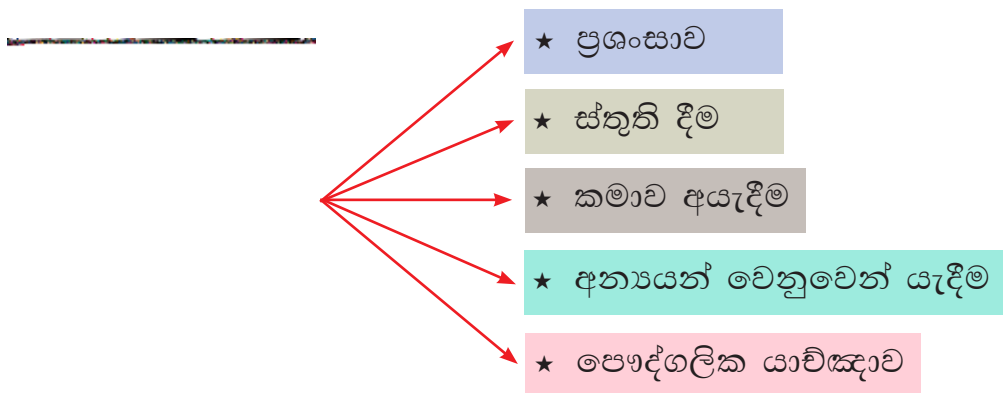 ★ ප්‍රශංසාව
★ ස්තුති දීම
★ කමාව අයැදීම
★ අන්‍යයන් වෙනුවෙන් යැදීම
★ පෞද්ගලික යාච්ඤාව